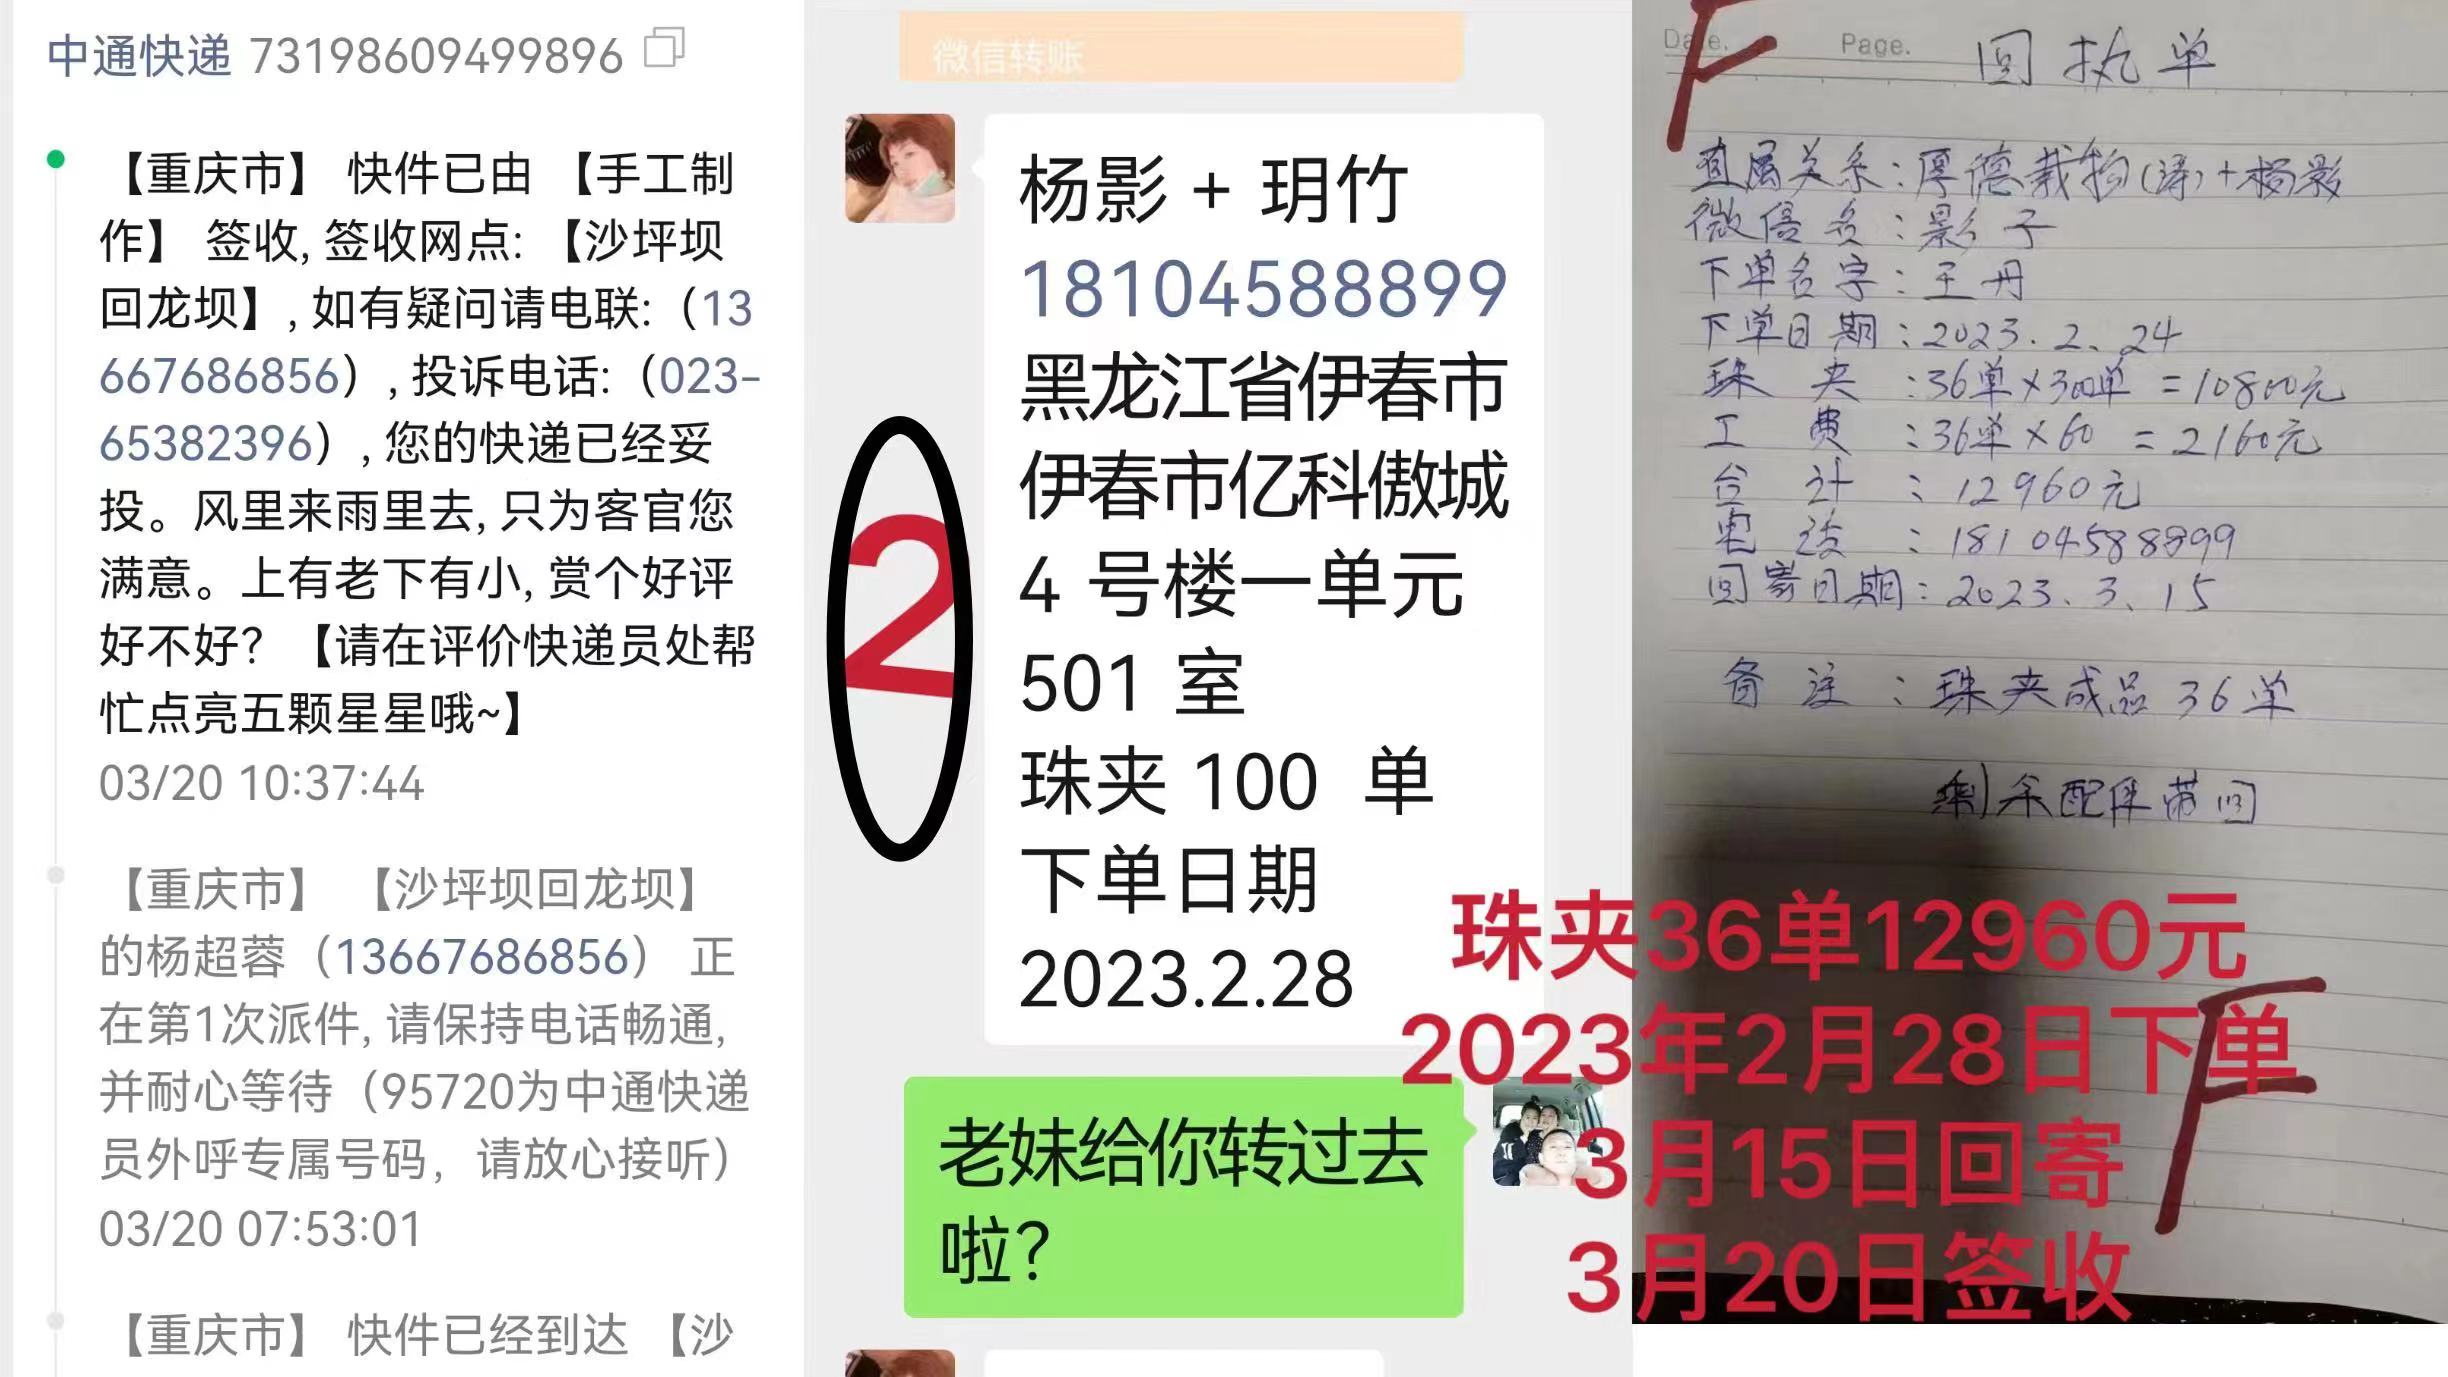 中通快递 73198609499896
【重庆市】 快件已由 【手工制
作】 签收, 签收网点: 【沙坪坝
回龙坝】, 如有疑问请电联:（13
667686856）, 投诉电话:（023-
65382396）, 您的快递已经妥
投。风里来雨里去, 只为客官您
满意。上有老下有小, 赏个好评
好不好？【请在评价快递员处帮
忙点亮五颗星星哦~】
03/20 10:37:44
【重庆市】 【沙坪坝回龙坝】
的杨超蓉（13667686856） 正
在第1次派件, 请保持电话畅通,
并耐心等待（95720为中通快递
员外呼专属号码，请放心接听）
03/20 07:53:01
【重庆市】 快件已经到达 【沙
微信转账
杨影 + 玥竹
18104588899
黑龙江省伊春市
伊春市亿科傲城
4 号楼一单元
501 室
珠夹 100 单
下单日期
2023.2.28
2
老妹给你转过去
啦？
Date. Page.
回执单
直属关系：厚德载物(译)+杨影
微信名：影子
下单名字：王丹
下单日期：2023.2.24
珠夹：36单×300单=10800元
工费：36单×60=2160元
合计：12960元
电话：18104588899
回寄日期：2023.3.15
备注：珠夹成品36单
剩余配件带回
F
F
珠夹36单12960元
2023年2月28日下单
3月15日回寄
3月20日签收